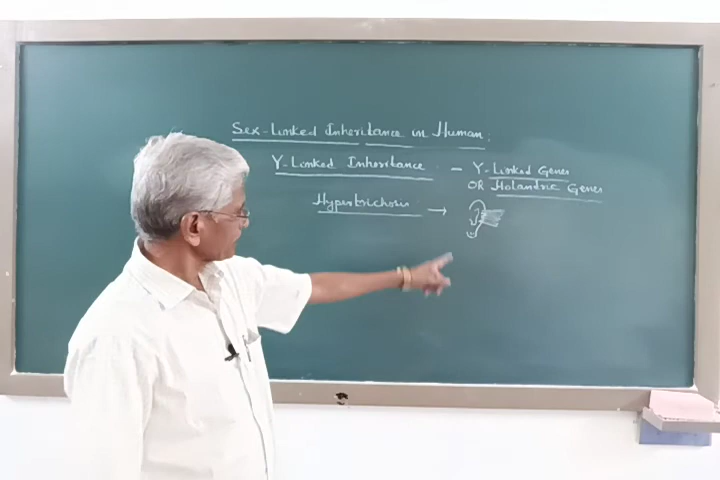 Sex-Linked Inheritance in Human:
Y-Linked Inheritance - Y-Linked Genes
OR Holandric Genes
Hypertrichosis →